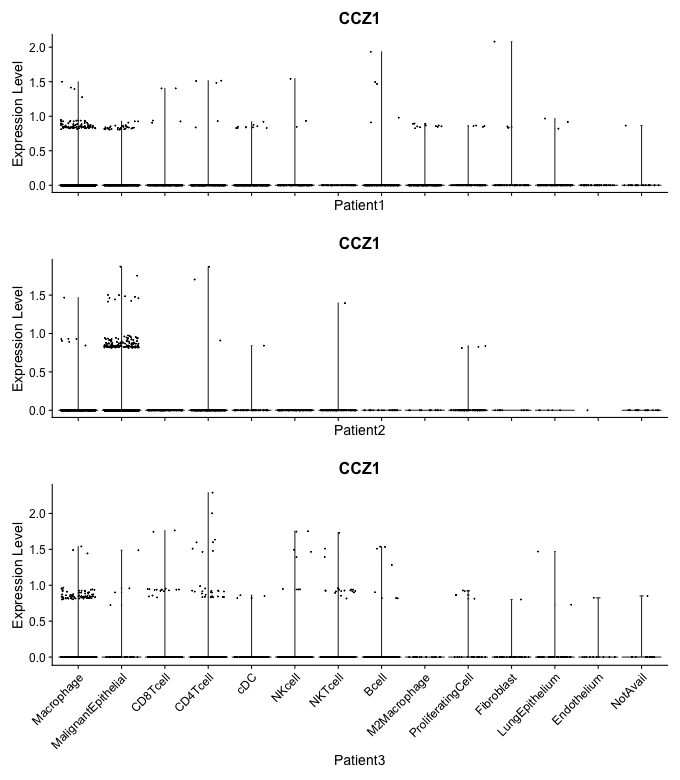 CCZ1
Expression Level
2.0
1.5
1.0
0.5
0.0
Patient1
CCZ1
Expression Level
1.5
1.0
0.5
0.0
Patient2
CCZ1
Expression Level
2.0
1.5
1.0
0.5
0.0
Macrophage
MalignantEpithelial
CD8Tcell
CD4Tcell
cDC
NKcell
NKTcell
Bcell
M2Macrophage
ProliferatingCell
Fibroblast
LungEpithelium
Endothelium
NotAvail
Patient3